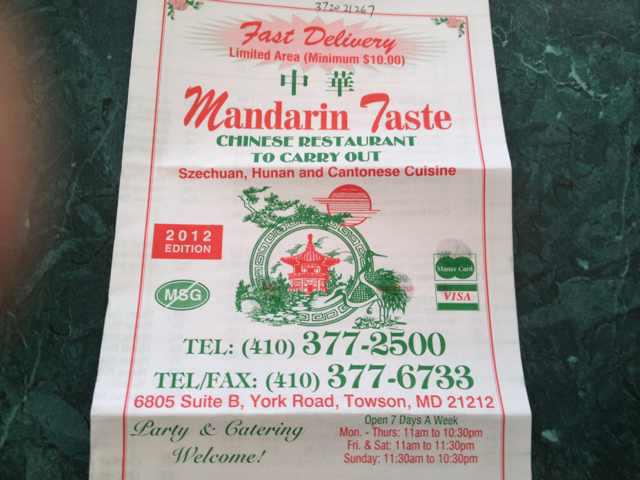 37202 1267
Fast Delivery
Limited Area (Minimum $10.00)
中 華
Mandarin Taste
CHINESE RESTAURANT
TO CARRY OUT
Szechuan, Hunan and Cantonese Cuisine
2012
EDITION
MSG
Master Card
VISA
TEL: (410) 377-2500
TEL/FAX: (410) 377-6733
6805 Suite B, York Road, Towson, MD 21212
Party & Catering
Welcome!
Open 7 Days A Week
Mon. - Thurs: 11am to 10:30pm
Fri. & Sat: 11am to 11:30pm
Sunday: 11:30am to 10:30pm